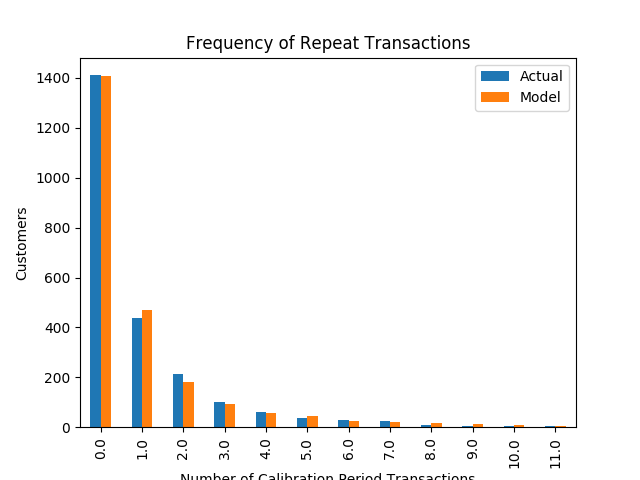 Frequency of Repeat Transactions
Actual
Model
Customers
1400
1200
1000
800
600
400
200
0
0.0 1.0 2.0 3.0 4.0 5.0 6.0 7.0 8.0 9.0 10.0 11.0
Number of Calibration Period Transactions